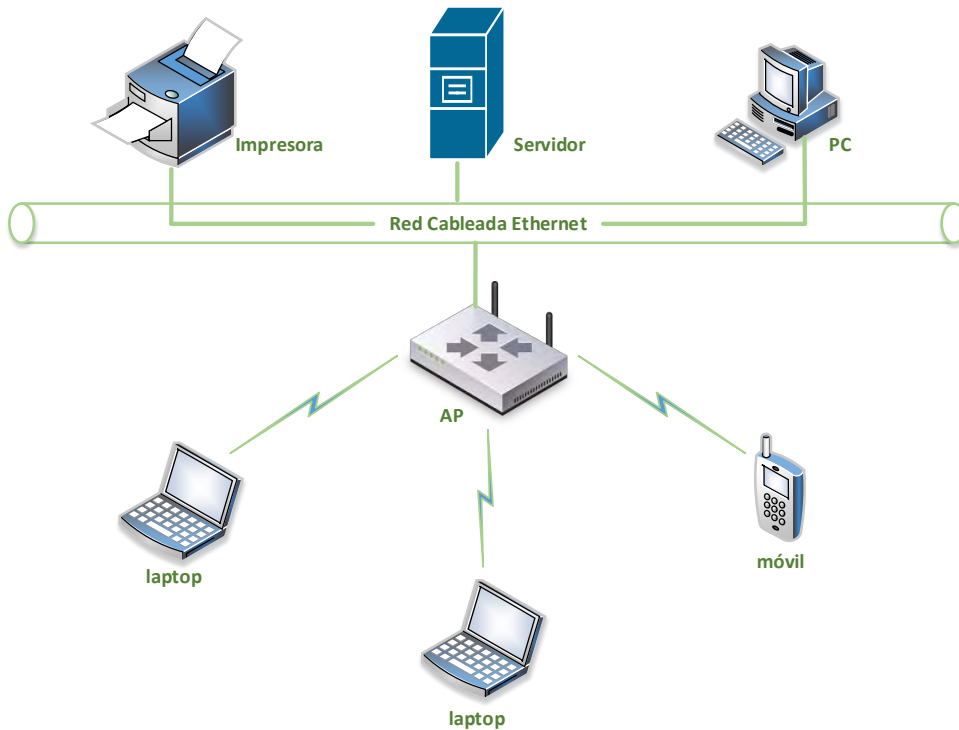 Impresora
Servidor
PC
Red Cableada Ethernet
AP
laptop
móvil
laptop